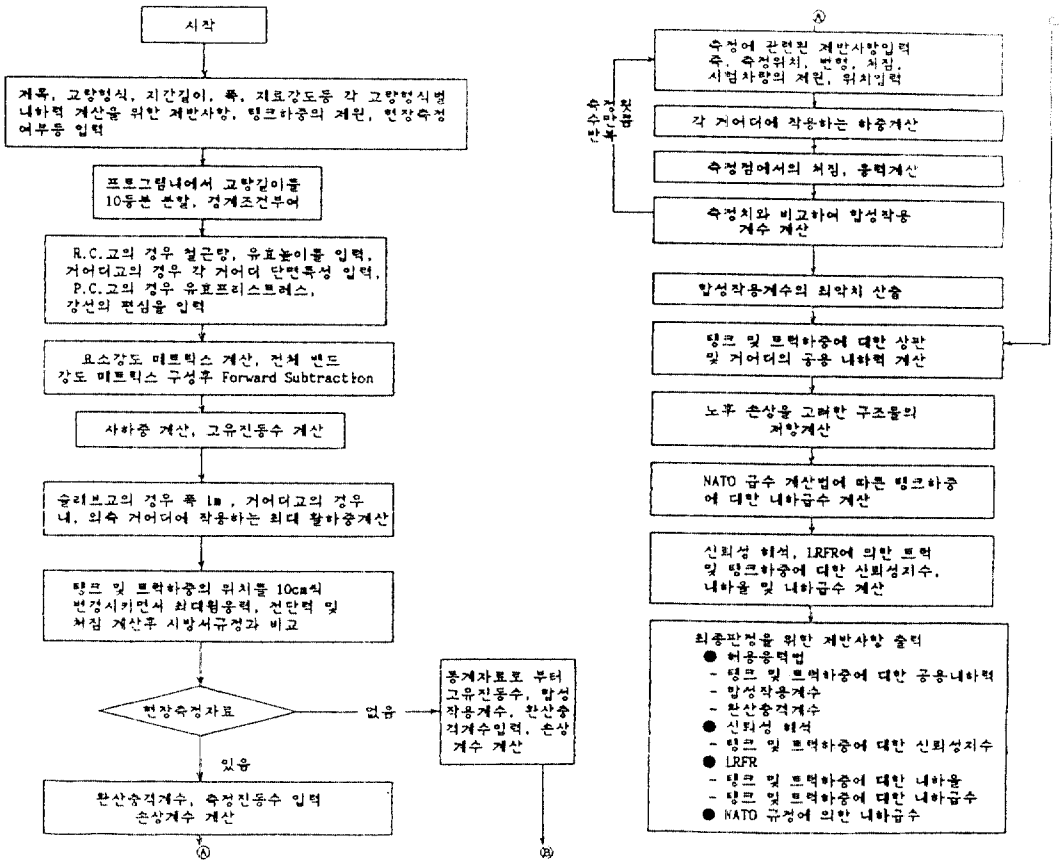 시작
제목, 교량형식, 지간길이, 폭, 재료강도등 각 교량형식별
내하력 계산을 위한 제반사항, 탱크하중의 제원, 현장측정
여부등 입력
프로그램내에서 교량길이를
10등분 분할, 경계조건부여
R.C.교의 경우 철근량, 유효높이를 입력,
거어더교의 경우 각 거어더 단면특성 입력,
P.C.교의 경우 유효프리스트레스,
강선의 편심을 입력
요소강도 매트릭스 계산, 전체 밴드
강도 매트릭스 구성후 Forward Subtraction
사하중 계산, 고유진동수 계산
슬래브교의 경우 폭 1m , 거어더교의 경우
내, 외측 거어더에 작용하는 최대 활하중계산
탱크 및 트럭하중의 위치를 10cm씩
변경시키면서 최대휨응력, 전단력 및
처짐 계산후 시방서규정과 비교
현장측정자료
없음
있음
통계자료로 부터
고유진동수, 합성
작용계수, 환산충
격계수입력, 손상
계수 계산
환산충격계수, 측정진동수 입력
손상계수 계산
Ⓐ
Ⓑ
Ⓐ
측정에 관련된 제반사항입력
즉, 측정위치, 변형, 처짐,
시험차량의 제원, 위치입력
각 거어더에 작용하는 하중계산
측정점에서의 처짐, 응력계산
측정치와 비교하여 합성작용
계수 계산
합성작용계수의 최악치 산출
탱크 및 트럭하중에 대한 상판
및 거어더의 공용 내하력 계산
노후 손상을 고려한 구조물의
저항계산
NATO 급수 계산법에 따른 탱크하중
에 대한 내하급수 계산
신뢰성 해석, LRFR에 의한 트럭
및 탱크하중에 대한 신뢰성지수,
내하율 및 내하급수 계산
최종판정을 위한 제반사항 출력
● 허용응력법
- 탱크 및 트럭하중에 대한 공용내하력
- 합성작용계수
- 환산충격계수
● 신뢰성 해석
- 탱크 및 트럭하중에 대한 신뢰성지수
● LRFR
- 탱크 및 트럭하중에 대한 내하율
- 탱크 및 트럭하중에 대한 내하급수
● NATO 규정에 의한 내하급수